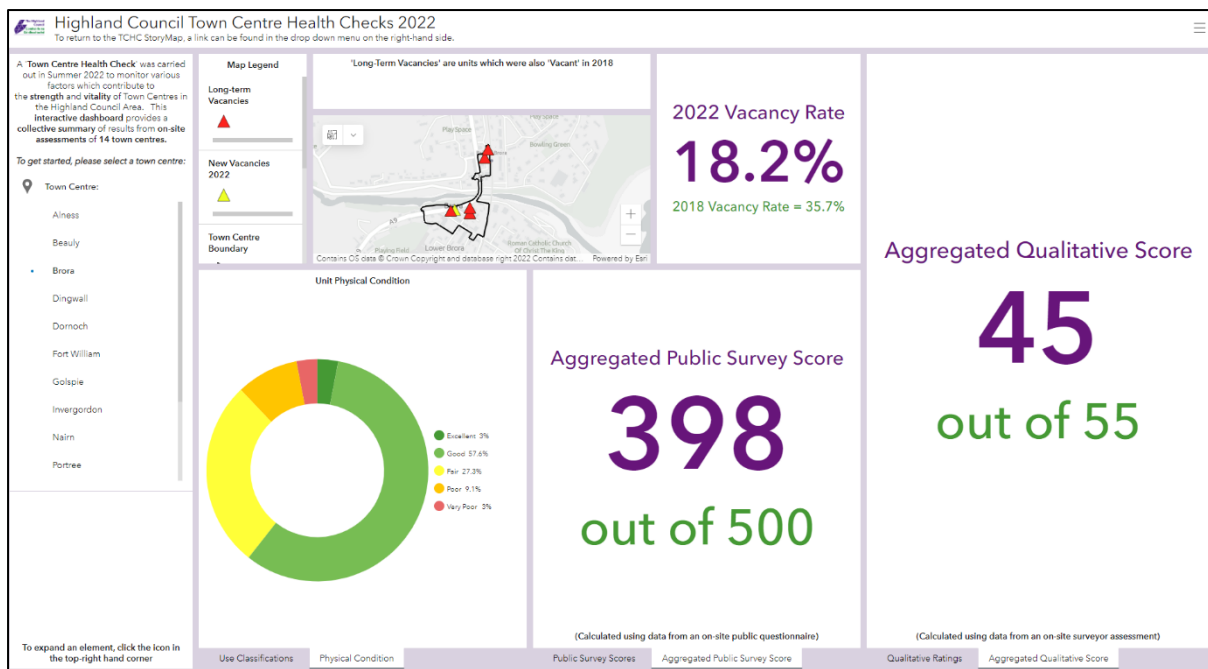 Highland Council Town Centre Health Checks 2022
To return to the TCHC StoryMap, a link can be found in the drop down menu on the right-hand side.
A 'Town Centre Health Check' was carried
out in Summer 2022 to monitor various
factors which contribute to
the strength and vitality of Town Centres in
the Highland Council Area. This
interactive dashboard provides a
collective summary of results from on-site
assessments of 14 town centres.
To get started, please select a town centre:
Town Centre:
Alness
Beauly
Brora
Dingwall
Dornoch
Fort William
Golspie
Invergordon
Nairn
Portree
To expand an element, click the icon in
the top-right hand corner
Map Legend
Long-term
Vacancies
New Vacancies
2022
Town Centre
Boundary
'Long-Term Vacancies' are units which were also 'Vacant' in 2018
Play Space
Bowling Green
A9
Playing Field
Lower Brora
Roman Catholic Church
Of Christ The King
Contains OS data © Crown Copyright and database right 2022 Contains dat...
Powered by Esri
2022 Vacancy Rate
18.2%
2018 Vacancy Rate = 35.7%
Unit Physical Condition
Excellent 3%
Good 57.6%
Fair 27.3%
Poor 9.1%
Very Poor 3%
Use Classifications
Physical Condition
Aggregated Public Survey Score
398
out of 500
(Calculated using data from an on-site public questionnaire)
Public Survey Scores
Aggregated Public Survey Score
Aggregated Qualitative Score
45
out of 55
(Calculated using data from an on-site surveyor assessment)
Qualitative Ratings
Aggregated Qualitative Score